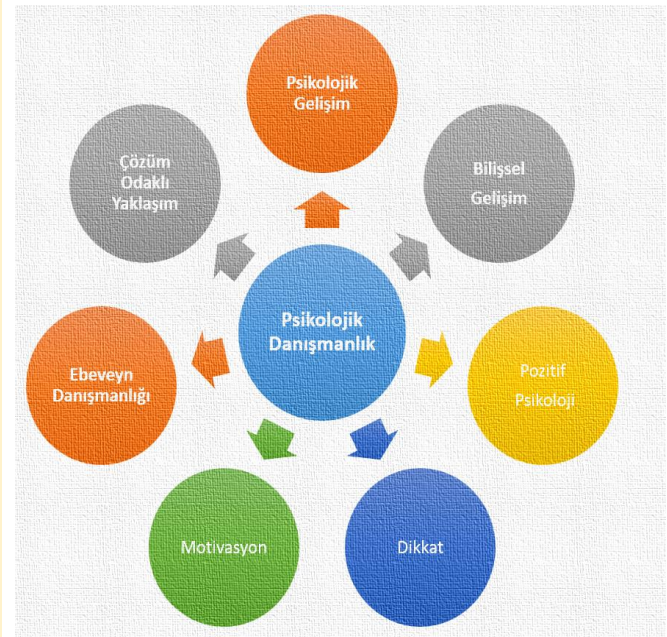 Psikolojik
Gelişim
Bilişsel
Gelişim
Pozitif
Psikoloji
Dikkat
Motivasyon
Ebeveyn
Danışmanlığı
Çözüm
Odaklı
Yaklaşım
Psikolojik
Danışmanlık